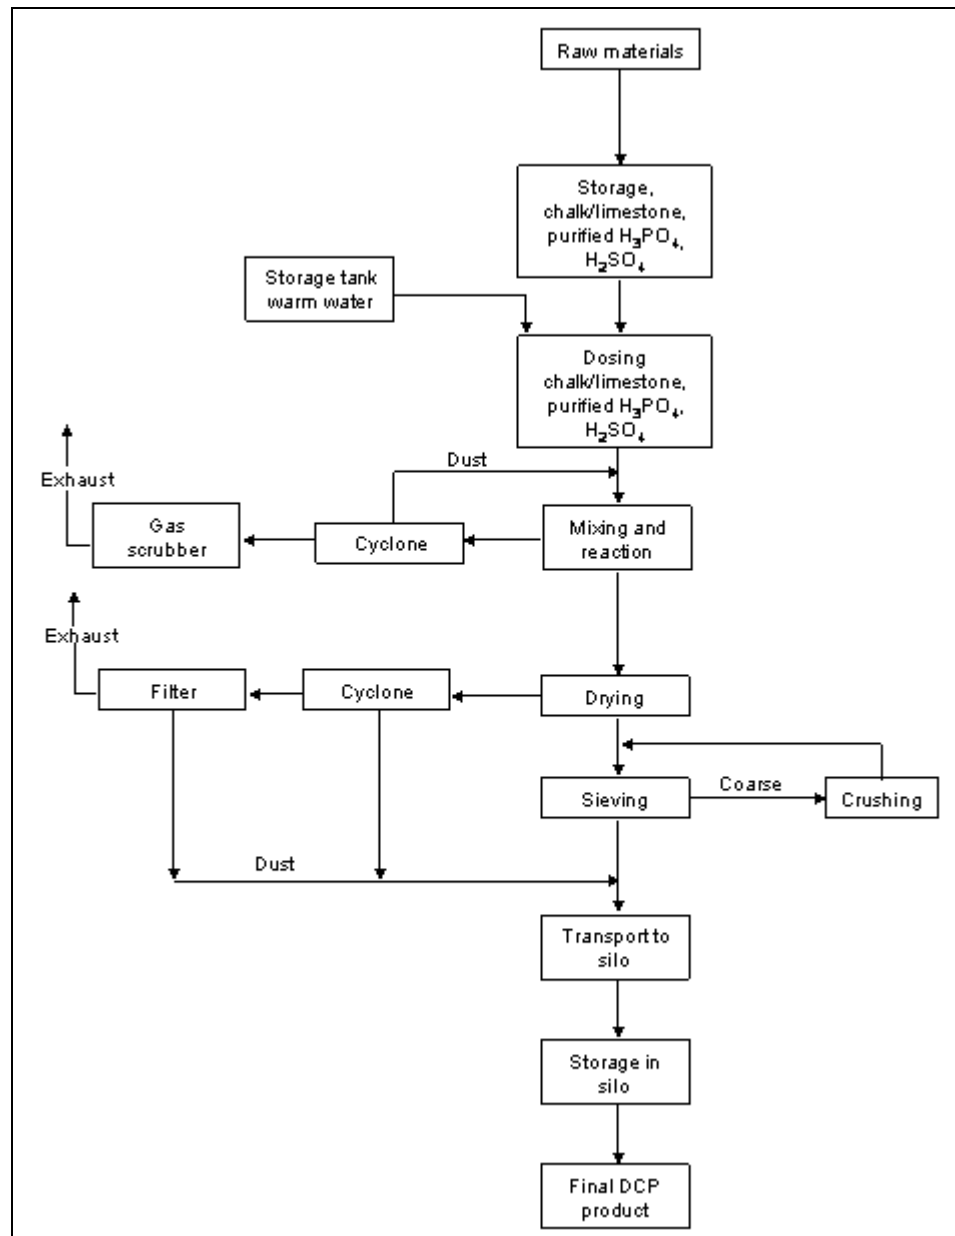 Raw materials
Storage,
chalk/limestone,
purified H₃PO₄,
H₂SO₄
Storage tank
warm water
Dosing
chalk/limestone,
purified H₃PO₄,
H₂SO₄
Dust
Exhaust
Gas
scrubber
Cyclone
Mixing and
reaction
Exhaust
Filter
Cyclone
Drying
Sieving
Coarse
Crushing
Dust
Transport to
silo
Storage in
silo
Final DCP
product